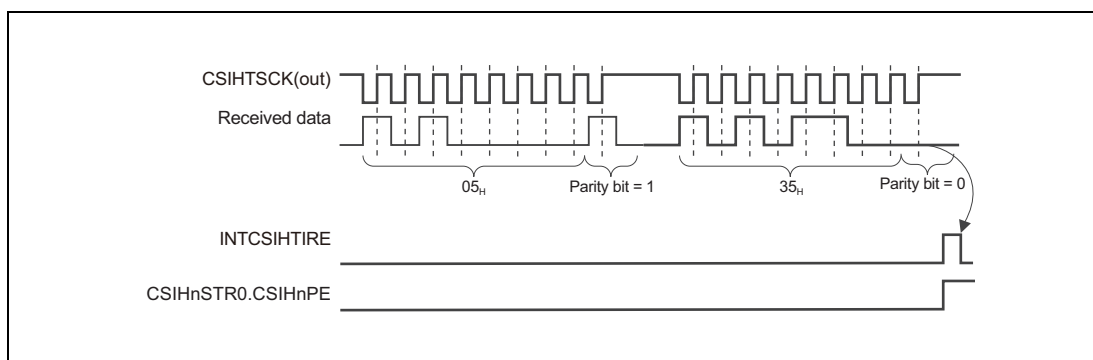 CSIHTSCK(out)
Received data
05H
Parity bit = 1
35H
Parity bit = 0
INTCSIHTIRE
CSIHnSTR0.CSIHnPE